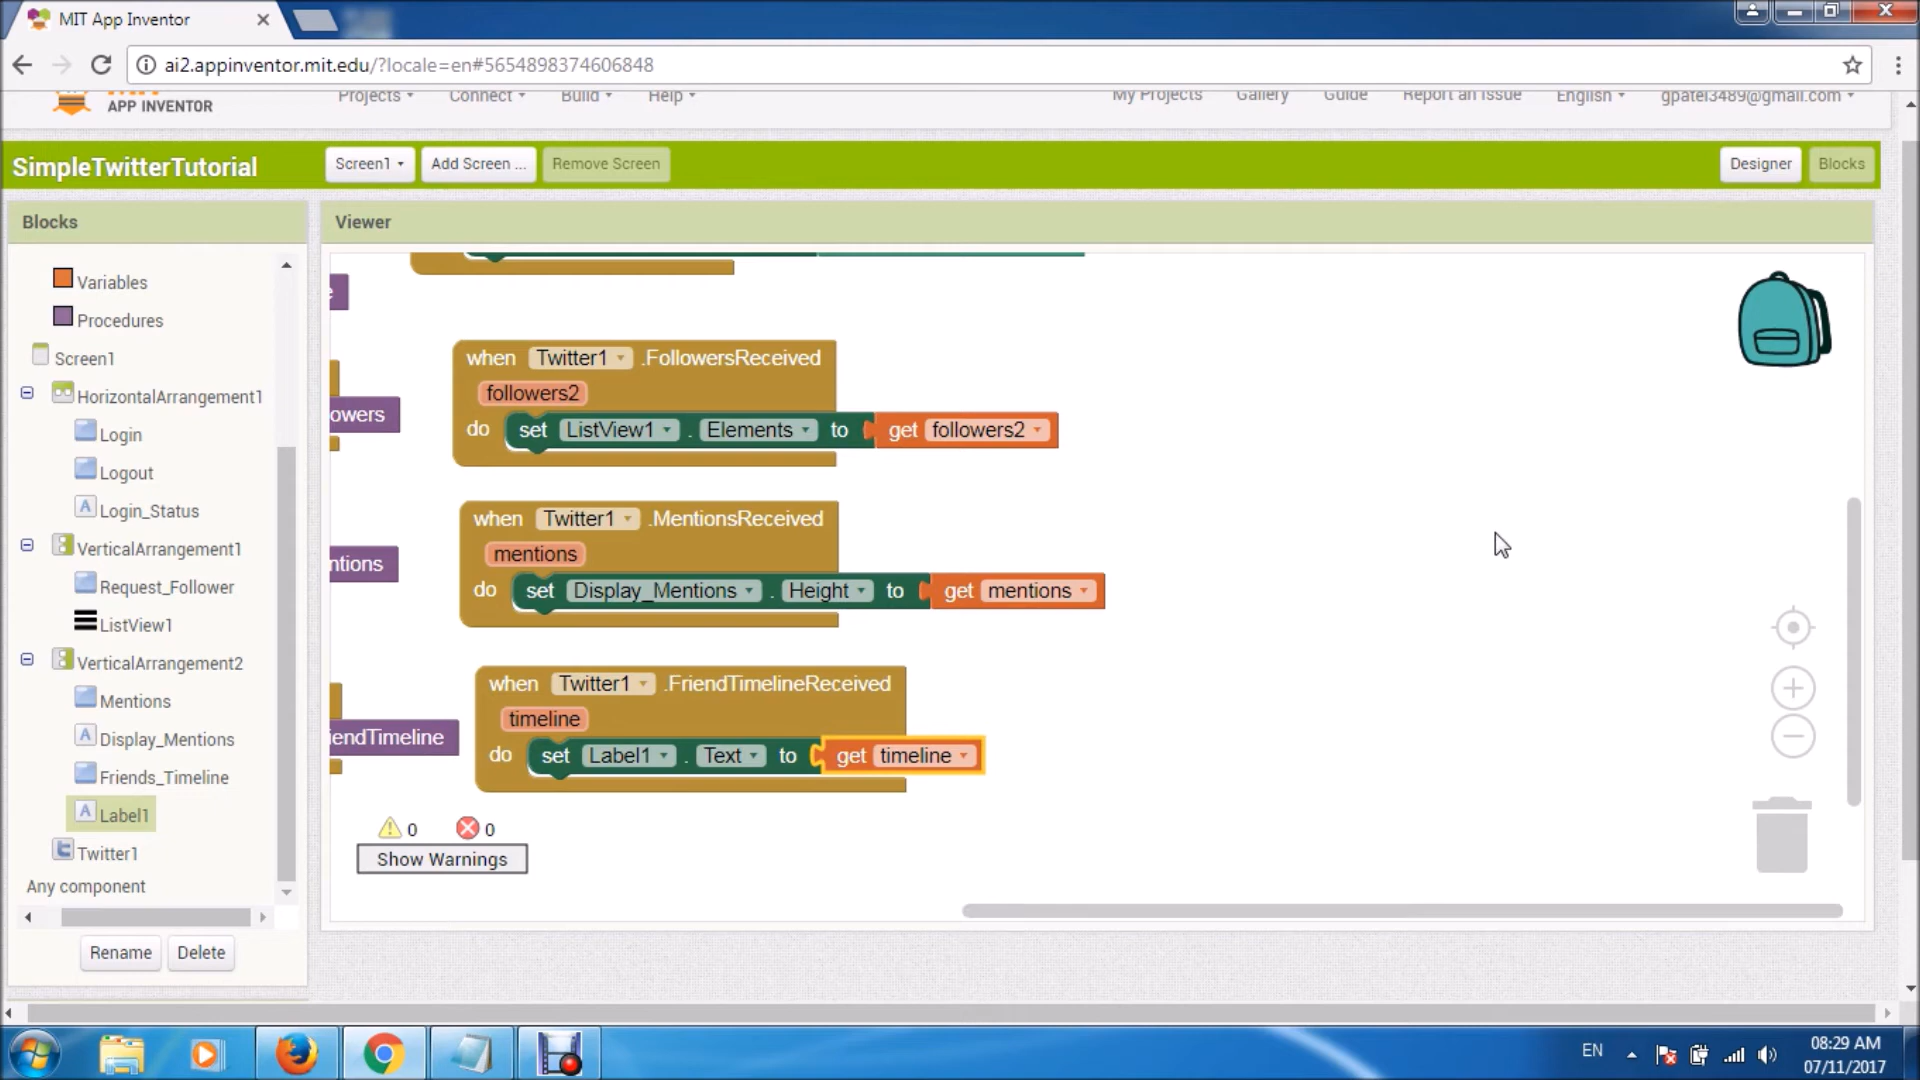 MIT App Inventor
ai2.appinventor.mit.edu/?locale=en#5654898374606848
APP INVENTOR
Projects
Connect
Build
Help
My Projects
Gallery
Guide
Report an Issue
English
gpatel3489@gmail.com
SimpleTwitterTutorial
Screen1
Add Screen ...
Remove Screen
Designer
Blocks
Blocks
Viewer
Variables
Procedures
Screen1
HorizontalArrangement1
Login
Logout
Login_Status
VerticalArrangement1
Request_Follower
ListView1
VerticalArrangement2
Mentions
Display_Mentions
Friends_Timeline
Label1
Twitter1
Any component
Rename
Delete
e
owers
ntions
iendTimeline
when Twitter1 .FollowersReceived
followers2
do set ListView1 . Elements to get followers2
when Twitter1 .MentionsReceived
mentions
do set Display_Mentions . Height to get mentions
when Twitter1 .FriendTimelineReceived
timeline
do set Label1 . Text to get timeline
0 0
Show Warnings
EN
08:29 AM
07/11/2017